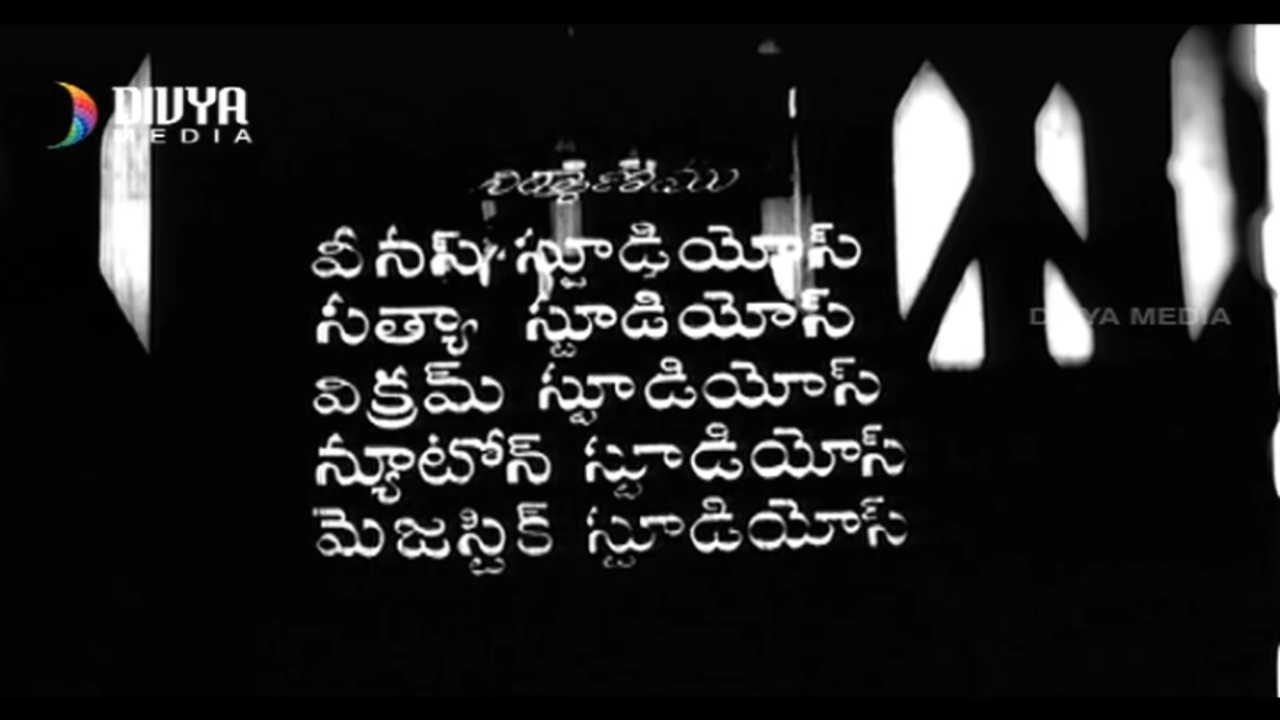 DIVYA
MEDIA
వీనస్ స్టూడియోస్
సత్యా స్టూడియోస్
DIVYA MEDIA
విక్రమ్ స్టూడియోస్
న్యూటోన్ స్టూడియోస్
మెజస్టిక్ స్టూడియోస్